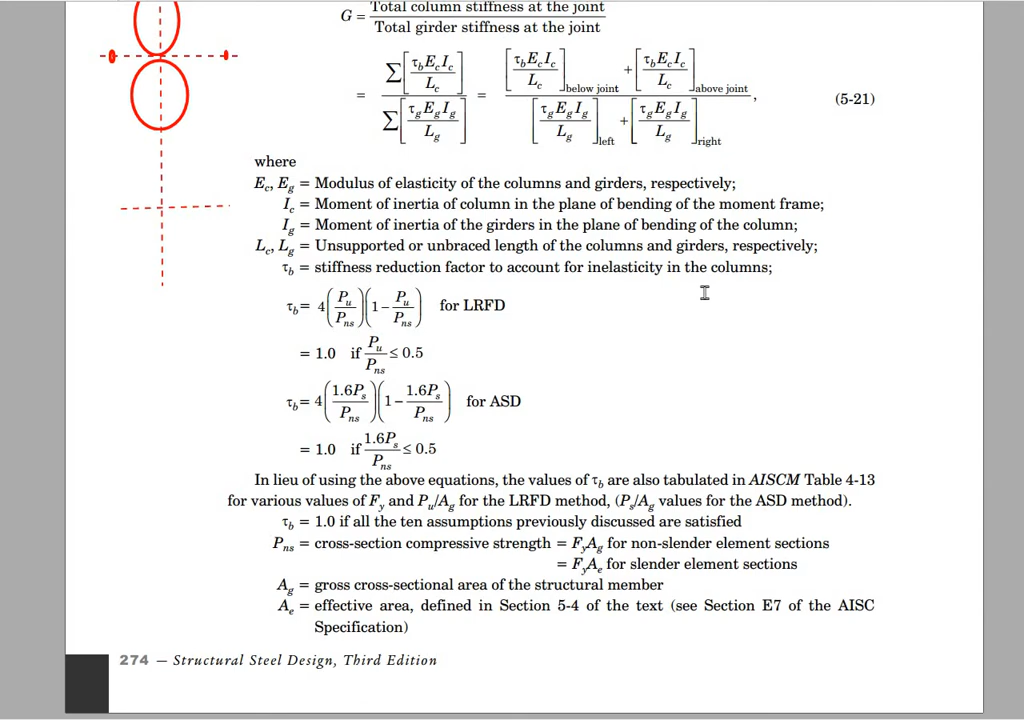 G = Total column stiffness at the joint / Total girder stiffness at the joint
= ∑[τbEcIc / Lc] / ∑[τgEgIg / Lg] = ([τbEcIc / Lc]below joint + [τbEcIc / Lc]above joint) / ([τgEgIg / Lg]left + [τgEgIg / Lg]right), (5-21)
where
Ec, Eg = Modulus of elasticity of the columns and girders, respectively;
Ic = Moment of inertia of column in the plane of bending of the moment frame;
Ig = Moment of inertia of the girders in the plane of bending of the column;
Lc, Lg = Unsupported or unbraced length of the columns and girders, respectively;
τb = stiffness reduction factor to account for inelasticity in the columns;
τb = 4(Pu / Pns)(1 − Pu / Pns) for LRFD
= 1.0 if Pu / Pns ≤ 0.5
τb = 4(1.6Ps / Pns)(1 − 1.6Ps / Pns) for ASD
= 1.0 if 1.6Ps / Pns ≤ 0.5
In lieu of using the above equations, the values of τb are also tabulated in AISCM Table 4-13
for various values of Fy and Pu/Ag for the LRFD method, (Ps/Ag values for the ASD method).
τb = 1.0 if all the ten assumptions previously discussed are satisfied
Pns = cross-section compressive strength = FyAg for non-slender element sections
= FyAe for slender element sections
Ag = gross cross-sectional area of the structural member
Ae = effective area, defined in Section 5-4 of the text (see Section E7 of the AISC
Specification)
274 — Structural Steel Design, Third Edition